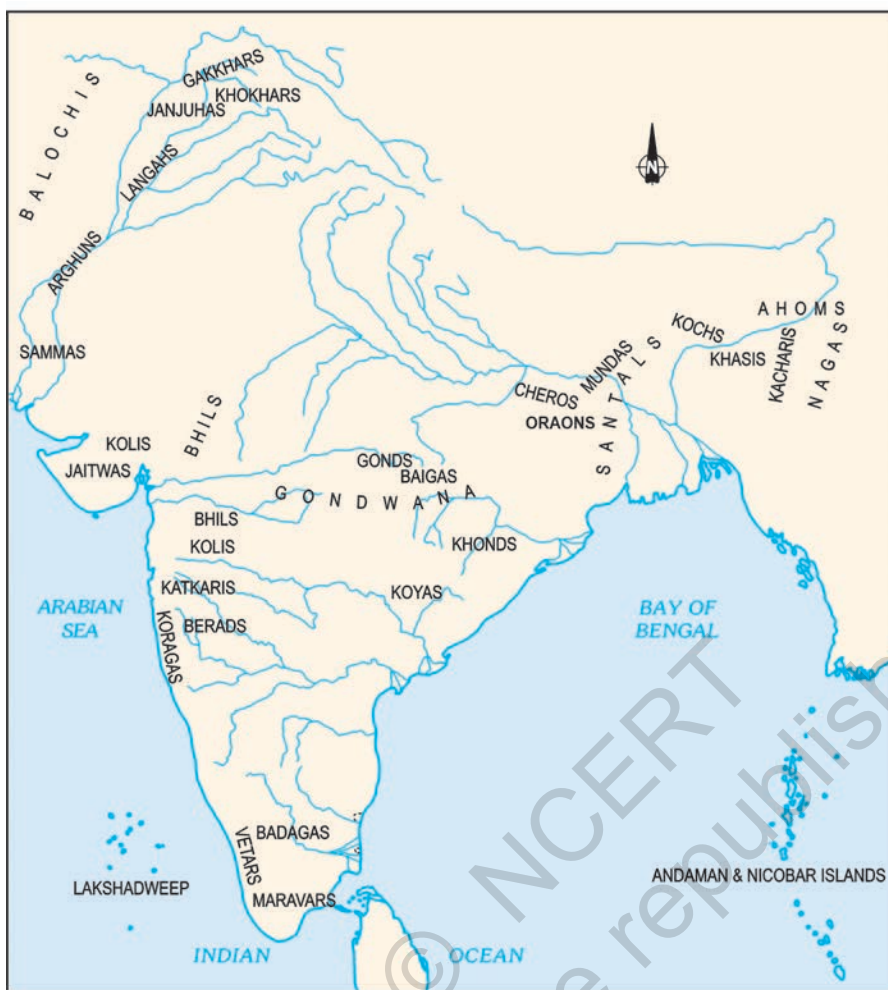 GAKKHARS
KHOKHARS
JANJUHAS
BALOCHIS
LANGAHS
ARGHUNS
SAMMAS
N
AHOMS
KOCHS
KHASIS
KACHARIS
NAGAS
MUNDAS
CHEROS
ORAONS
SANTALS
BHILS
KOLIS
JAITWAS
GONDS
BAIGAS
GONDWANA
BHILS
KOLIS
KHONDS
KATKARIS
KOYAS
BERADS
KORAGAS
ARABIAN
SEA
BAY OF
BENGAL
BADAGAS
VETARS
MARAVARS
LAKSHADWEEP
ANDAMAN & NICOBAR ISLANDS
INDIAN
OCEAN
© NCERT
e republish